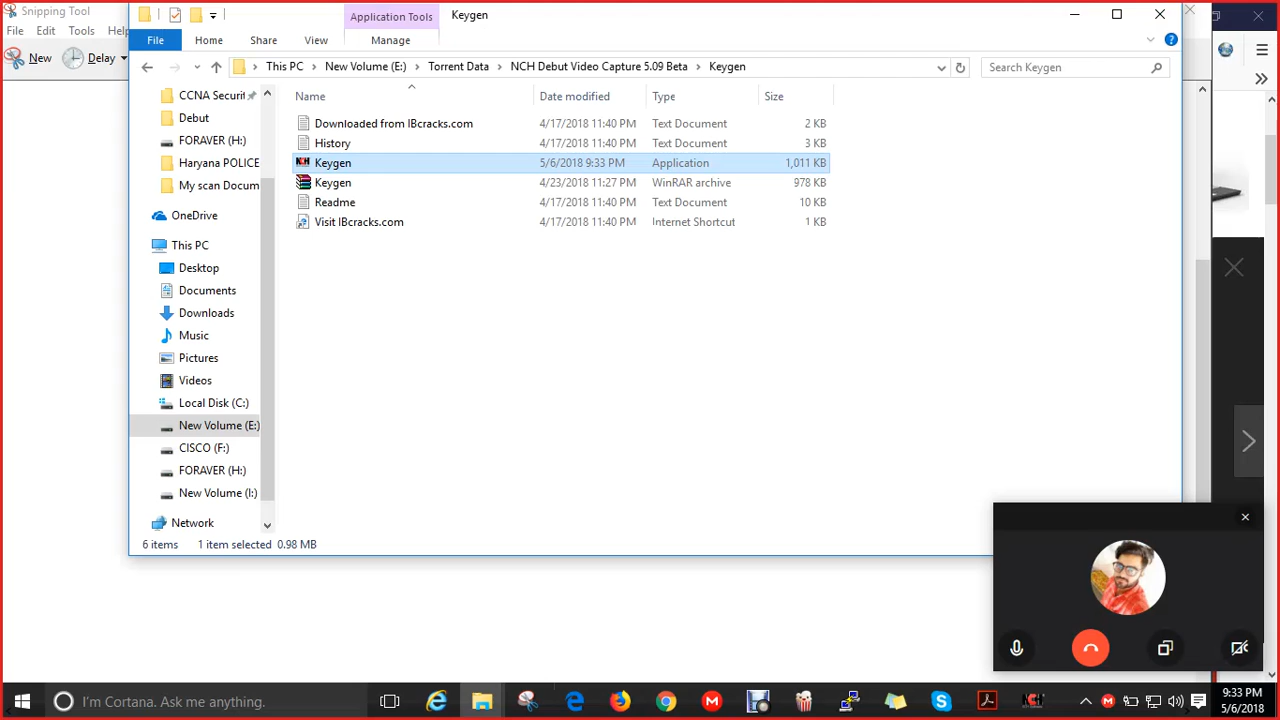 Snipping Tool
File Edit Tools Help
New Delay
Application Tools Keygen
File Home Share View Manage
This PC New Volume (E:) Torrent Data NCH Debut Video Capture 5.09 Beta Keygen
Search Keygen
Name Date modified Type Size
Downloaded from IBcracks.com 4/17/2018 11:40 PM Text Document 2 KB
History 4/17/2018 11:40 PM Text Document 3 KB
Keygen 5/6/2018 9:33 PM Application 1,011 KB
Keygen 4/23/2018 11:27 PM WinRAR archive 978 KB
Readme 4/17/2018 11:40 PM Text Document 10 KB
Visit IBcracks.com 4/17/2018 11:40 PM Internet Shortcut 1 KB
CCNA Securit
Debut
FORAVER (H:)
Haryana POLICE
My scan Docum
OneDrive
This PC
Desktop
Documents
Downloads
Music
Pictures
Videos
Local Disk (C:)
New Volume (E:)
CISCO (F:)
FORAVER (H:)
New Volume (I:)
Network
6 items 1 item selected 0.98 MB
I'm Cortana. Ask me anything.
9:33 PM
5/6/2018